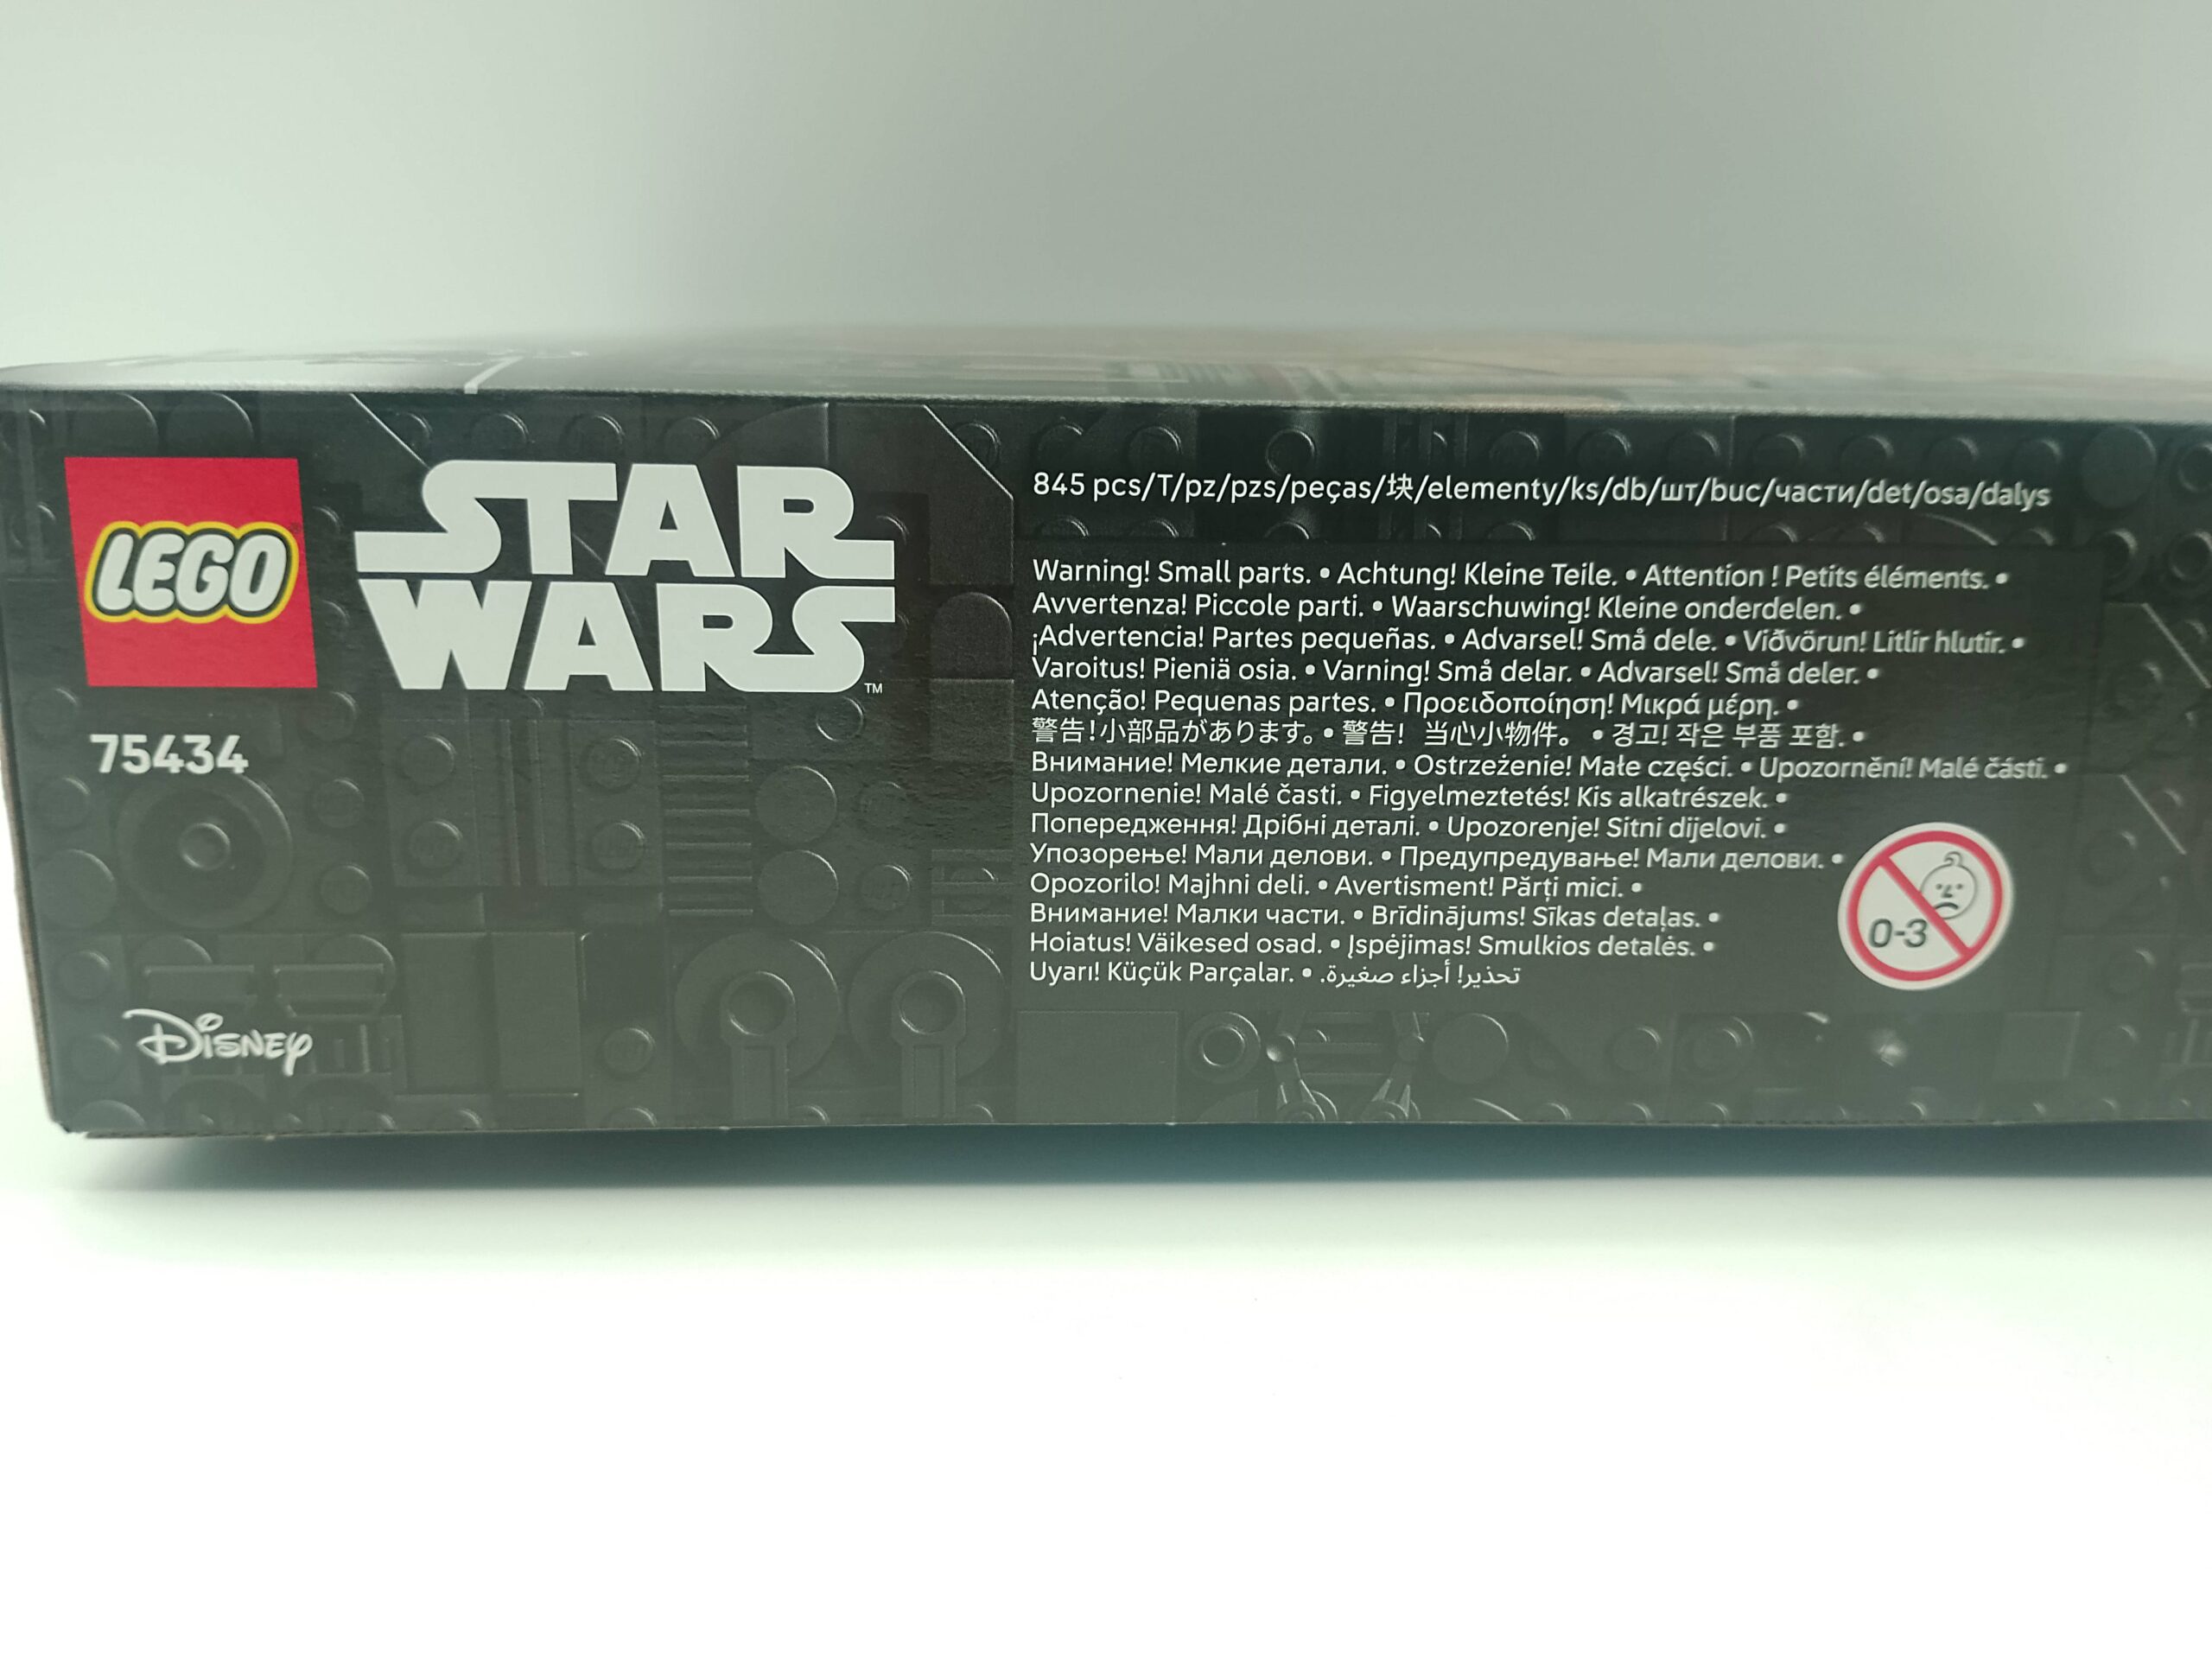 LEGO
STAR
WARS™
75434
Disney
845 pcs/T/pz/pzs/peças/块/elementy/ks/db/шт/buc/части/det/osa/dalys
Warning! Small parts. • Achtung! Kleine Teile. • Attention ! Petits éléments. •
Avvertenza! Piccole parti. • Waarschuwing! Kleine onderdelen. •
¡Advertencia! Partes pequeñas. • Advarsel! Små dele. • Viðvörun! Litlir hlutir. •
Varoitus! Pieniä osia. • Varning! Små delar. • Advarsel! Små deler. •
Atenção! Pequenas partes. • Προειδοποίηση! Μικρά μέρη. •
警告!小部品があります。• 警告! 当心小物件。 • 경고! 작은 부품 포함. •
Внимание! Мелкие детали. • Ostrzeżenie! Małe części. • Upozornění! Malé části. •
Upozornenie! Malé časti. • Figyelmeztetés! Kis alkatrészek. •
Попередження! Дрібні деталі. • Upozorenje! Sitni dijelovi. •
Упозорење! Мали делови. • Предупредување! Мали делови. •
Opozorilo! Majhni deli. • Avertisment! Părți mici. •
Внимание! Малки части. • Brīdinājums! Sīkas detaļas. •
Hoiatus! Väikesed osad. • Įspėjimas! Smulkios detalės. •
Uyarı! Küçük Parçalar. • تحذير! أجزاء صغيرة.
0-3